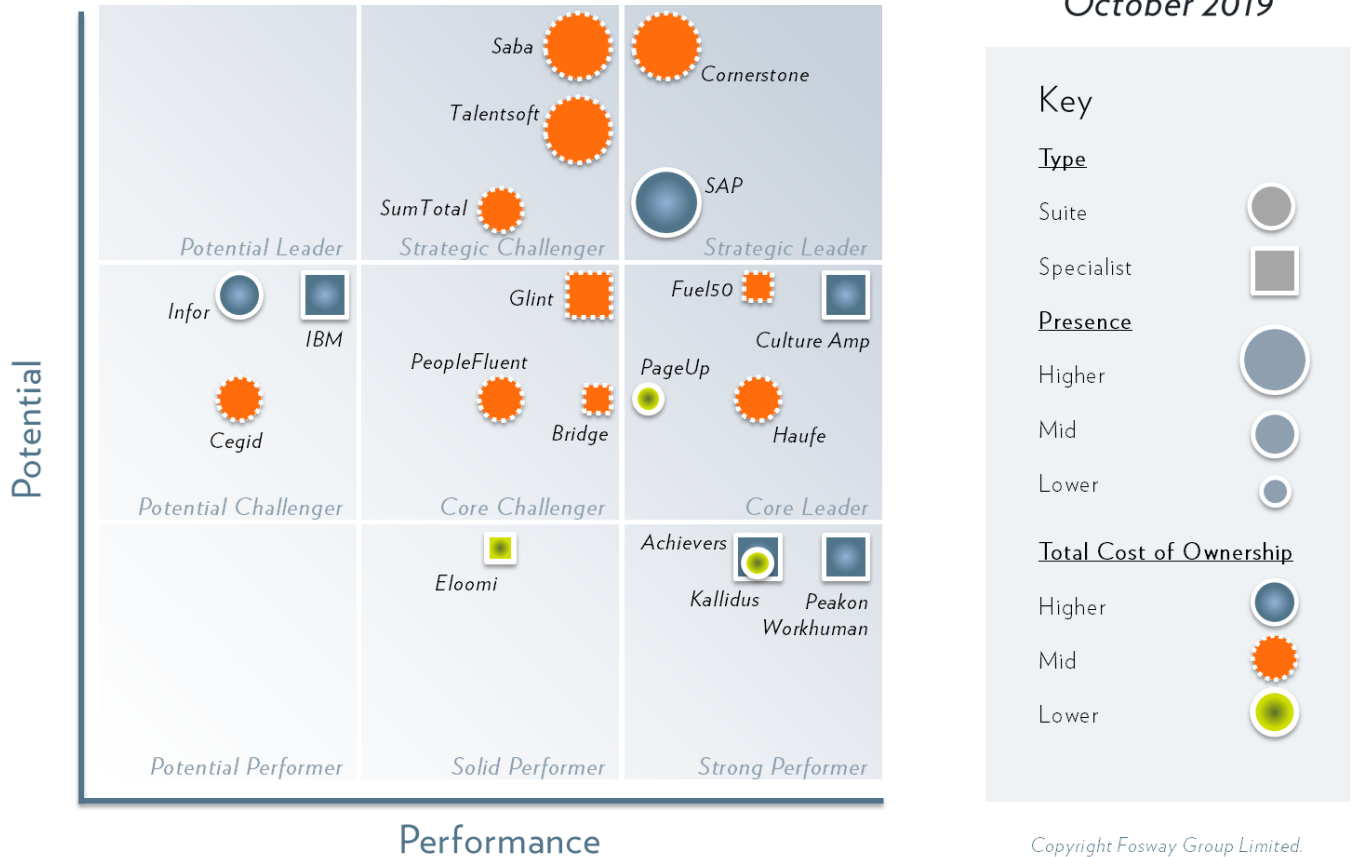 October 2019
Saba
Cornerstone
Talentsoft
SAP
SumTotal
Potential Leader
Strategic Challenger
Strategic Leader
Infor
IBM
Glint
Fuel50
Culture Amp
PeopleFluent
PageUp
Cegid
Bridge
Haufe
Potential Challenger
Core Challenger
Core Leader
Eloomi
Achievers
Kallidus
Peakon
Workhuman
Potential Performer
Solid Performer
Strong Performer
Potential
Performance
Key
Type
Suite
Specialist
Presence
Higher
Mid
Lower
Total Cost of Ownership
Higher
Mid
Lower
Copyright Fosway Group Limited.